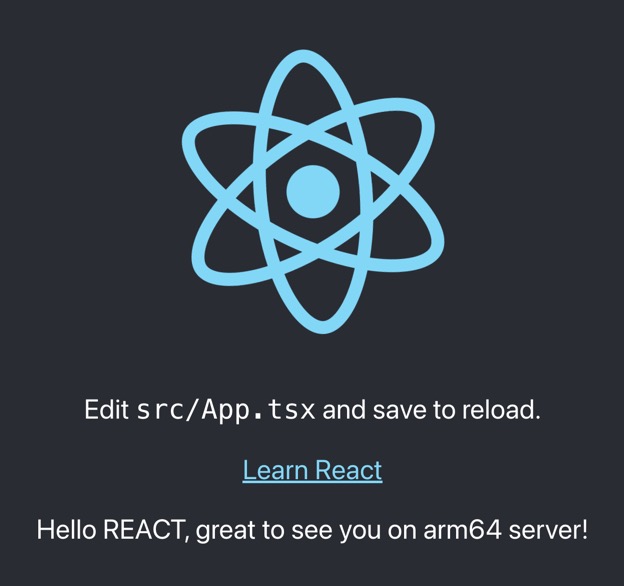 Edit src/App.tsx and save to reload.
Learn React
Hello REACT, great to see you on arm64 server!